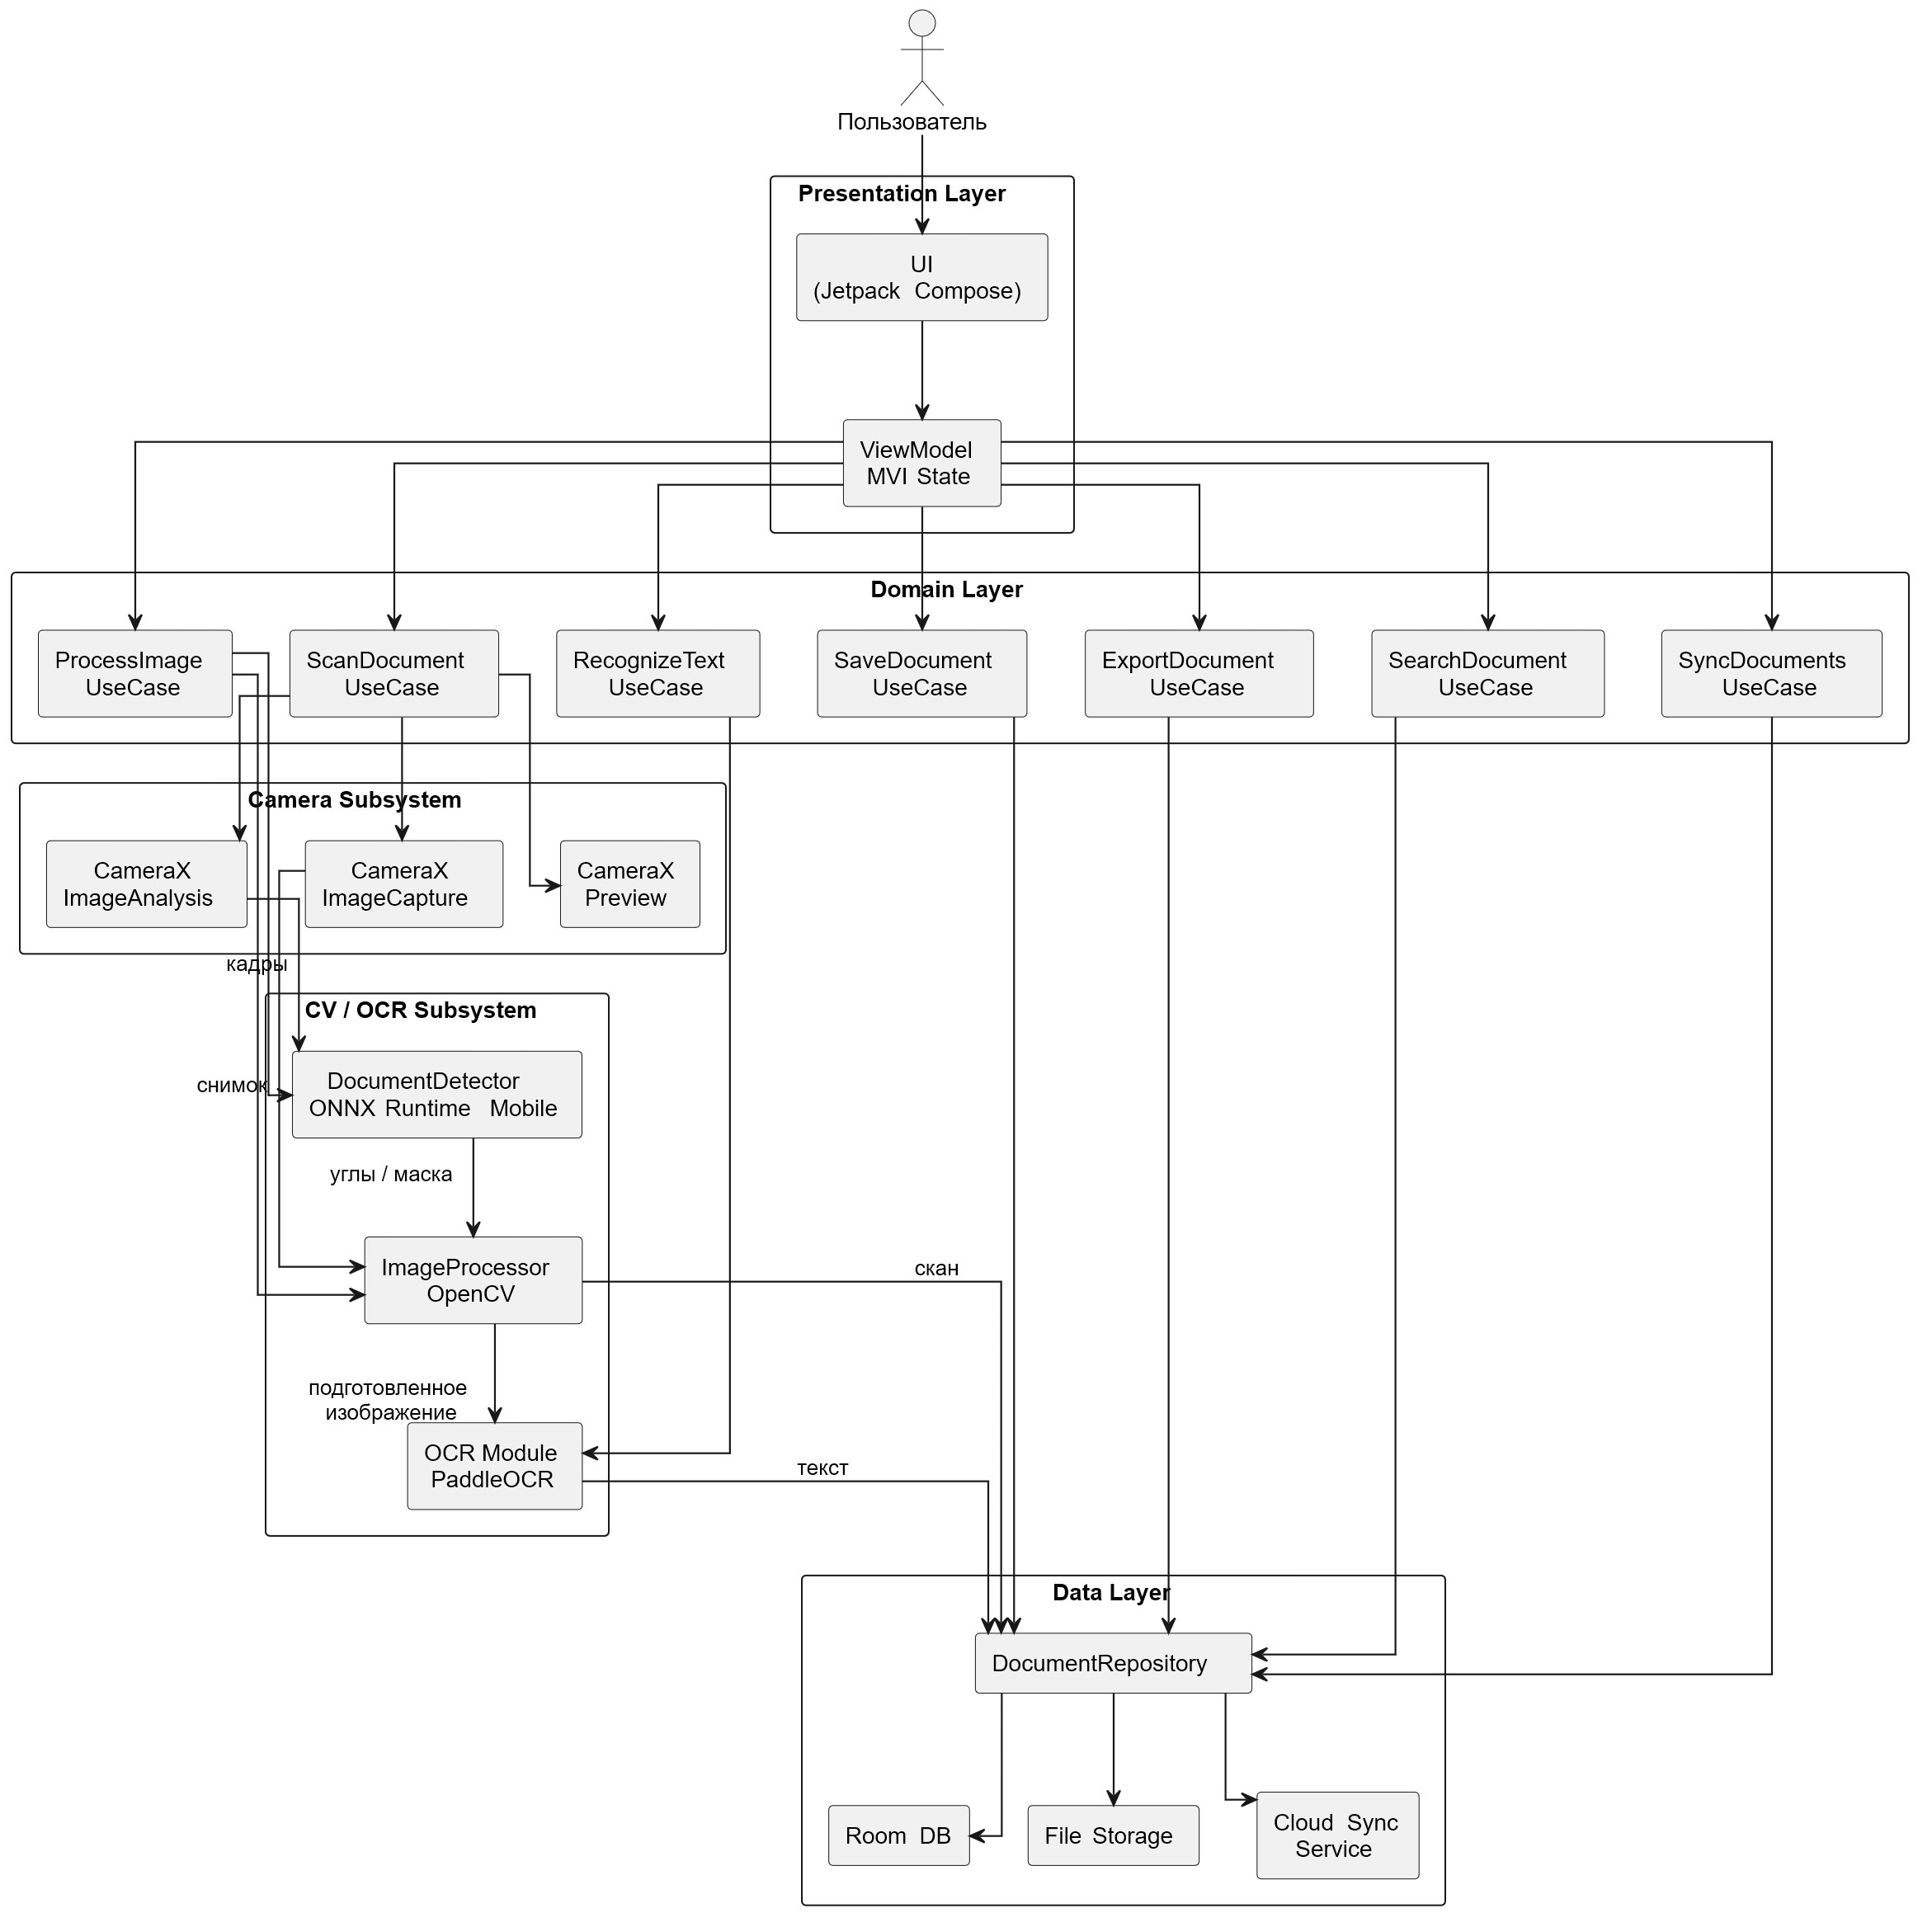 Пользователь
Presentation Layer
UI
(Jetpack Compose)
ViewModel
MVI State
Domain Layer
ProcessImage
UseCase
ScanDocument
UseCase
RecognizeText
UseCase
SaveDocument
UseCase
ExportDocument
UseCase
SearchDocument
UseCase
SyncDocuments
UseCase
Camera Subsystem
CameraX
ImageAnalysis
CameraX
ImageCapture
CameraX
Preview
кадры
CV / OCR Subsystem
снимок
DocumentDetector
ONNX Runtime Mobile
углы / маска
ImageProcessor
OpenCV
скан
подготовленное
изображение
OCR Module
PaddleOCR
текст
Data Layer
DocumentRepository
Room DB
File Storage
Cloud Sync
Service